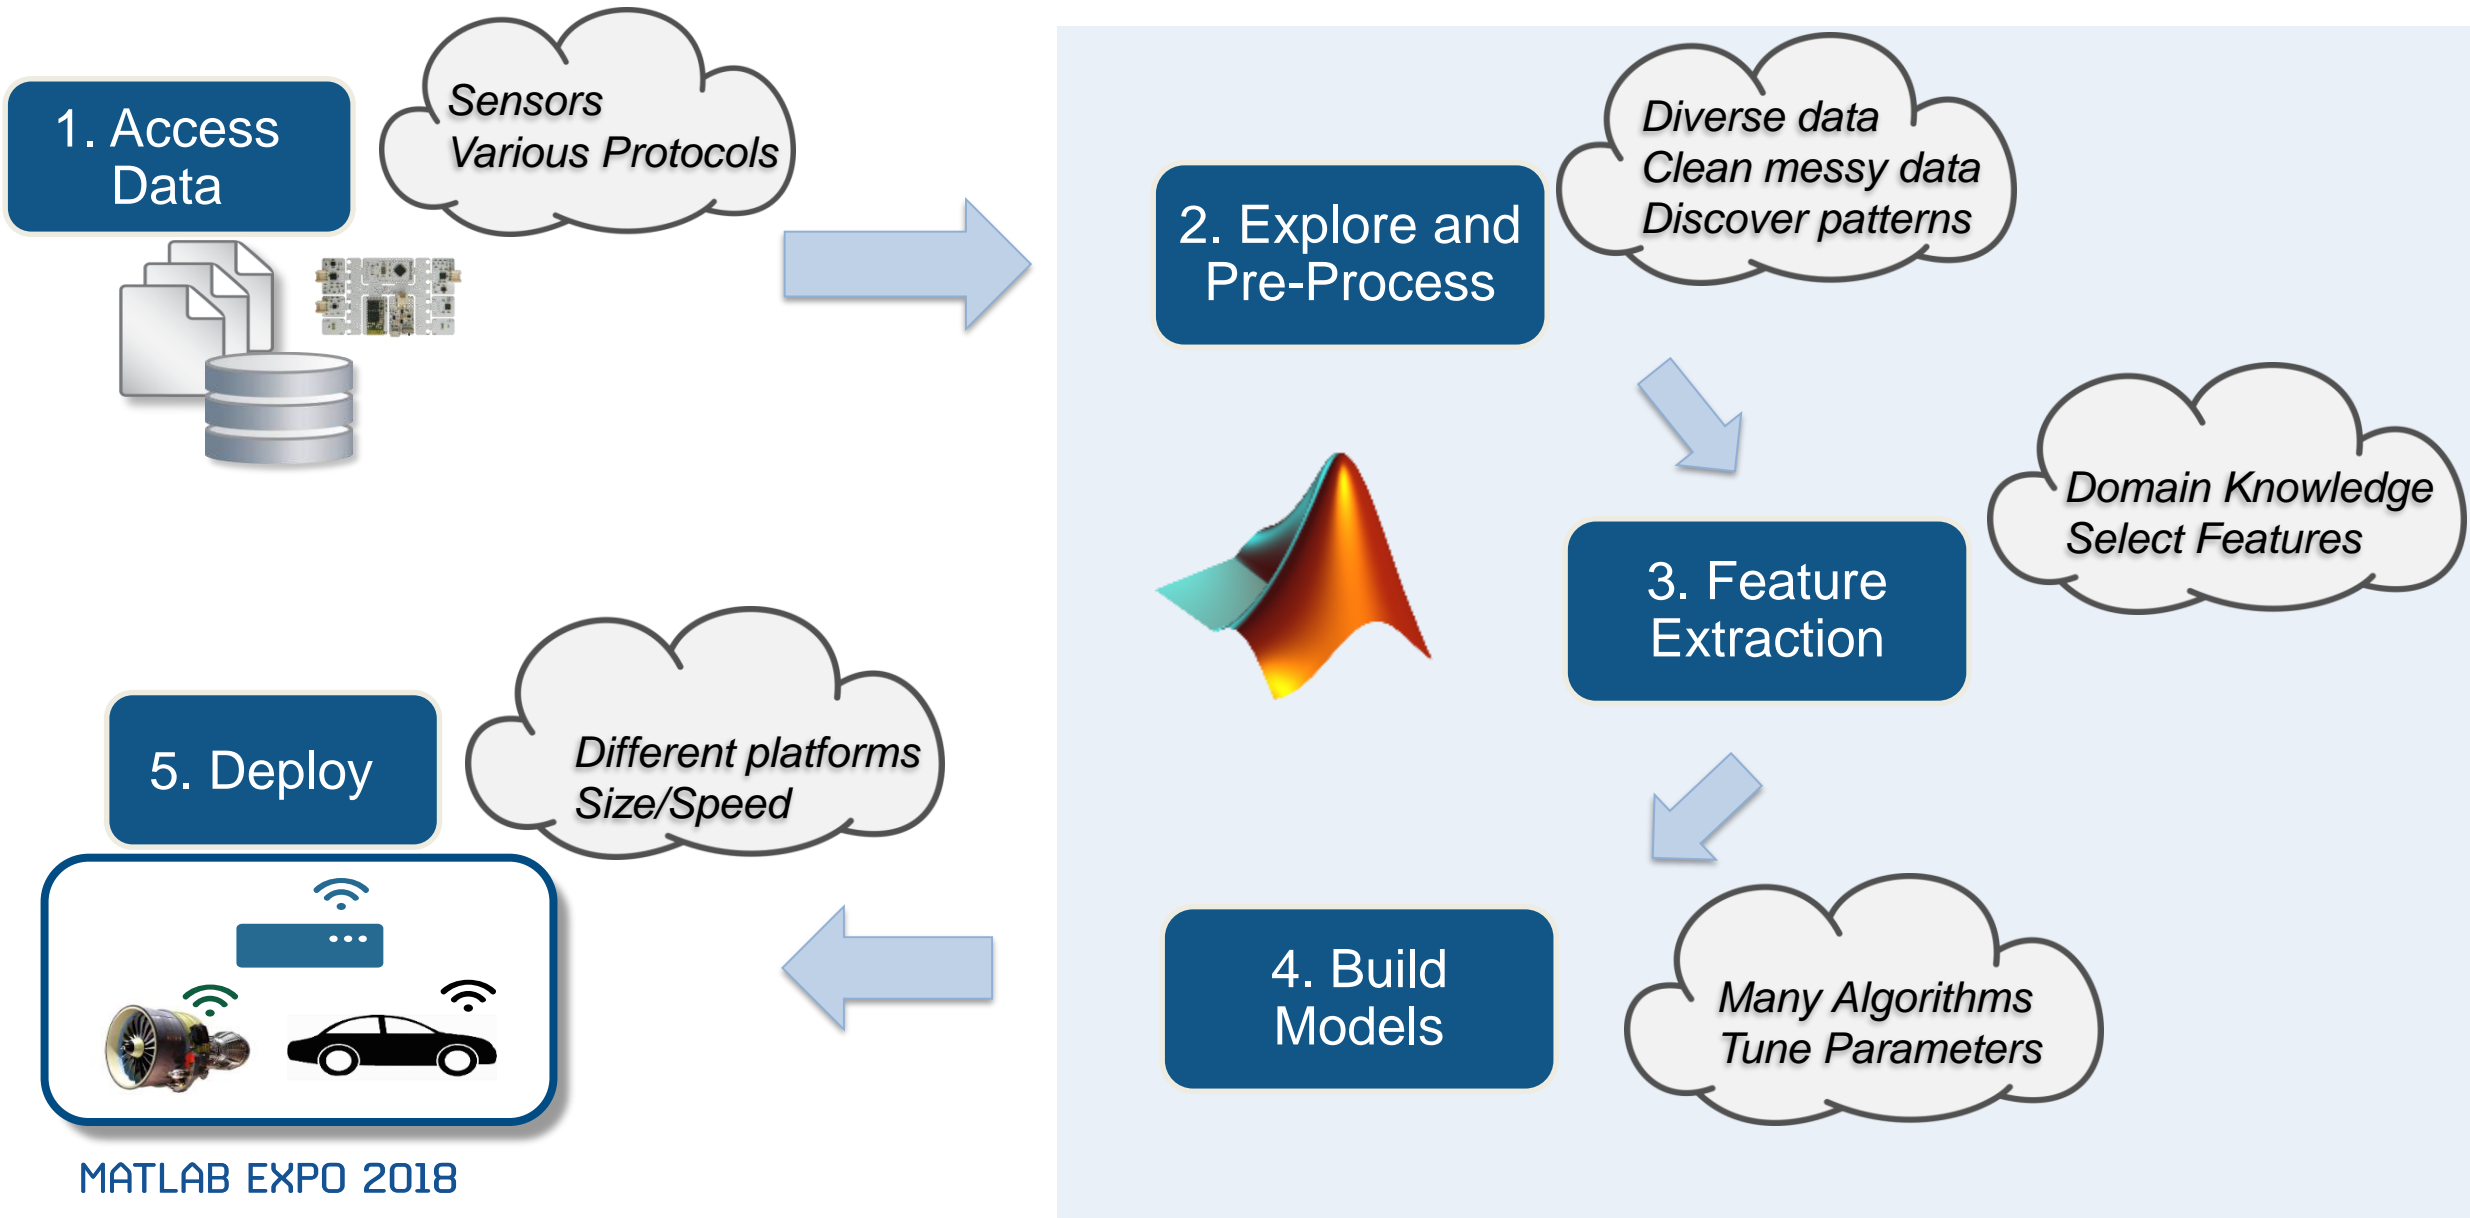 1. Access
Data
Sensors
Various Protocols
2. Explore and
Pre-Process
Diverse data
Clean messy data
Discover patterns
3. Feature
Extraction
Domain Knowledge
Select Features
4. Build
Models
Many Algorithms
Tune Parameters
5. Deploy
Different platforms
Size/Speed
MATLAB EXPO 2018